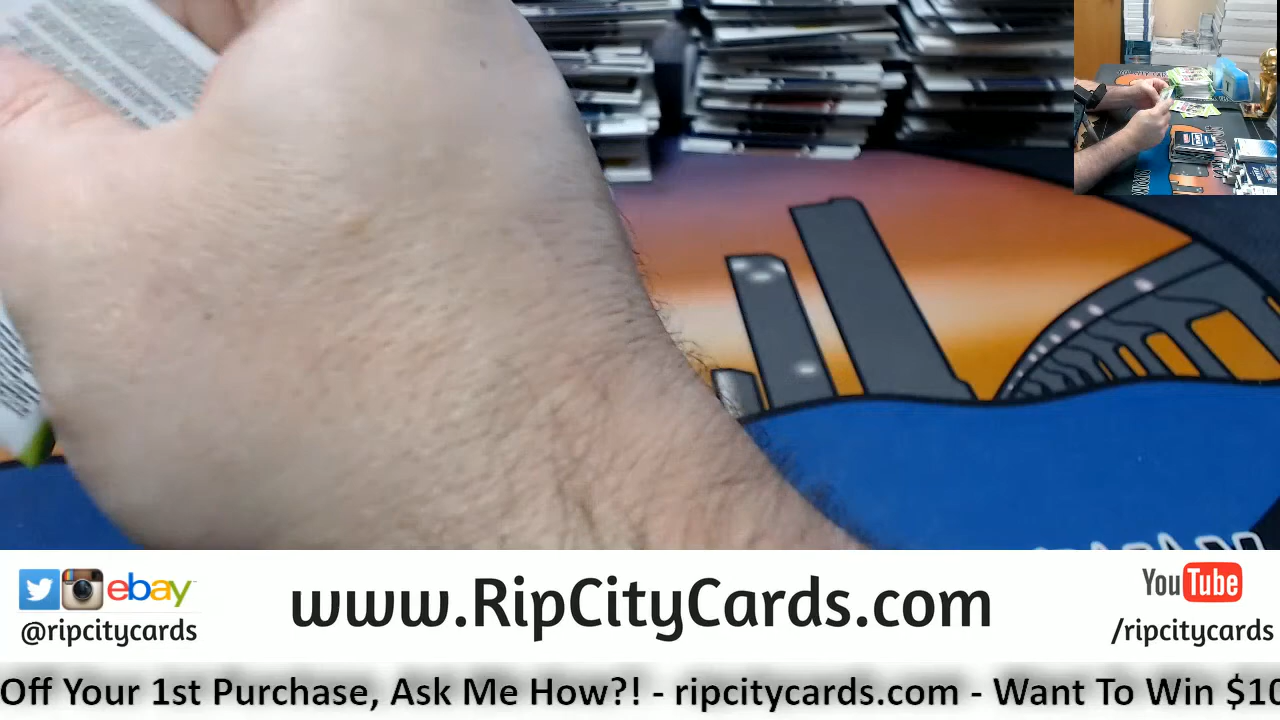 ebay
@ripcitycards
www.RipCityCards.com
YouTube
/ripcitycards
Off Your 1st Purchase, Ask Me How?! - ripcitycards.com - Want To Win $10